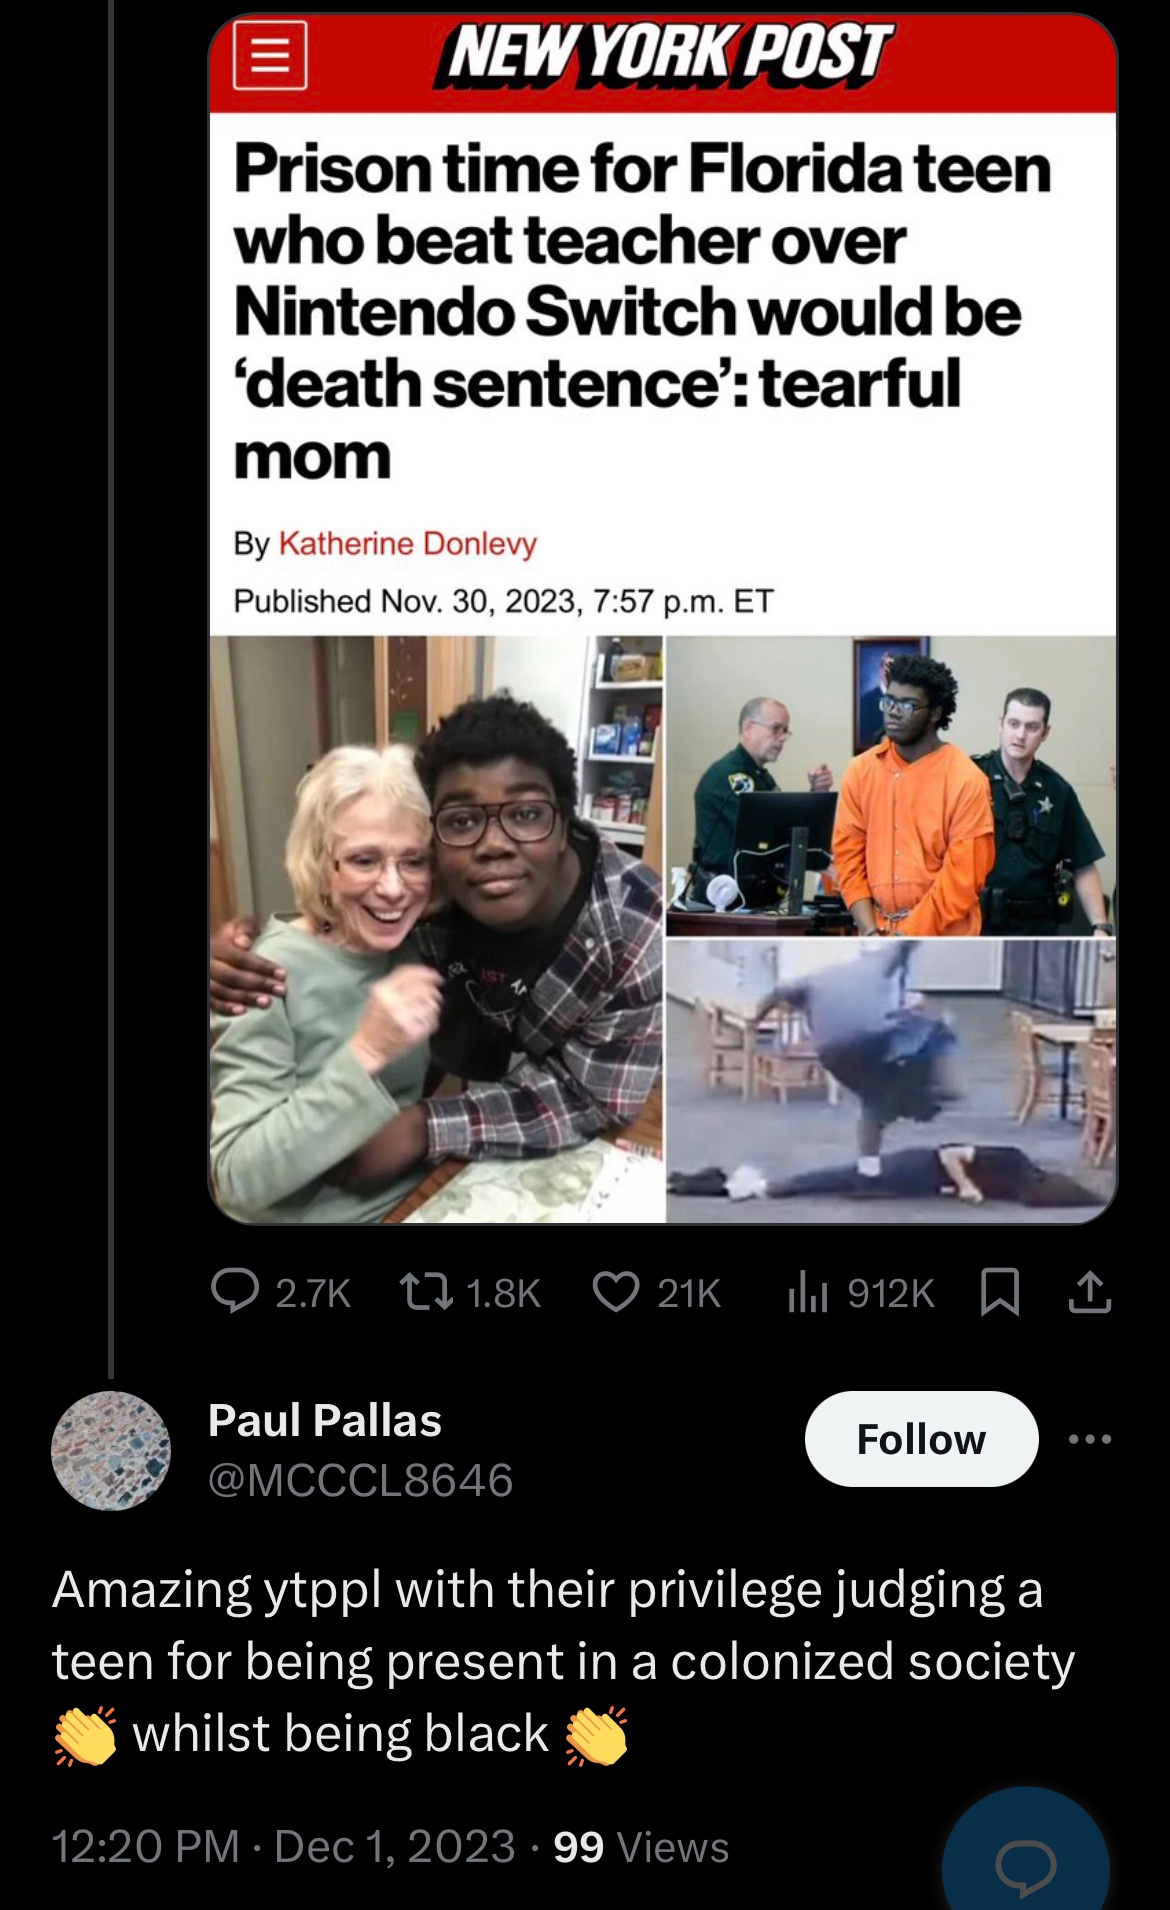 NEW YORK POST
Prison time for Florida teen
who beat teacher over
Nintendo Switch would be
‘death sentence’: tearful
mom
By Katherine Donlevy
Published Nov. 30, 2023, 7:57 p.m. ET
2.7K 1.8K 21K 912K
Paul Pallas
Follow
@MCCCL8646
Amazing ytppl with their privilege judging a
teen for being present in a colonized society
👏 whilst being black 👏
12:20 PM · Dec 1, 2023 · 99 Views